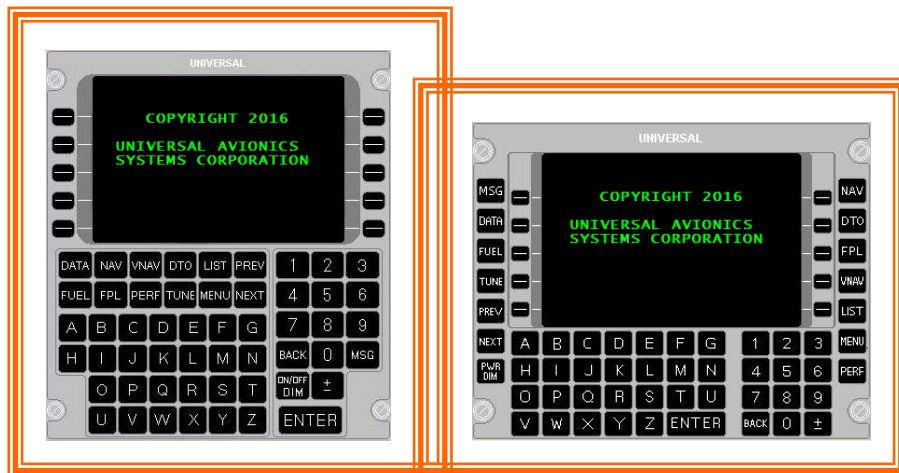 UNIVERSAL
COPYRIGHT 2016
UNIVERSAL AVIONICS
SYSTEMS CORPORATION
DATA NAV VNAV DTO LIST PREV 1 2 3
FUEL FPL PERF TUNE MENU NEXT 4 5 6
A B C D E F G 7 8 9
H I J K L M N BACK 0 MSG
O P Q R S T ON/OFF DIM ±
U V W X Y Z ENTER
UNIVERSAL
COPYRIGHT 2016
UNIVERSAL AVIONICS
SYSTEMS CORPORATION
MSG NAV
DATA DTO
FUEL FPL
TUNE VNAV
PREV LIST
NEXT A B C D E F G 1 2 3 MENU
PWR DIM H I J K L M N 4 5 6 PERF
O P Q R S T U 7 8 9
V W X Y Z ENTER BACK 0 ±